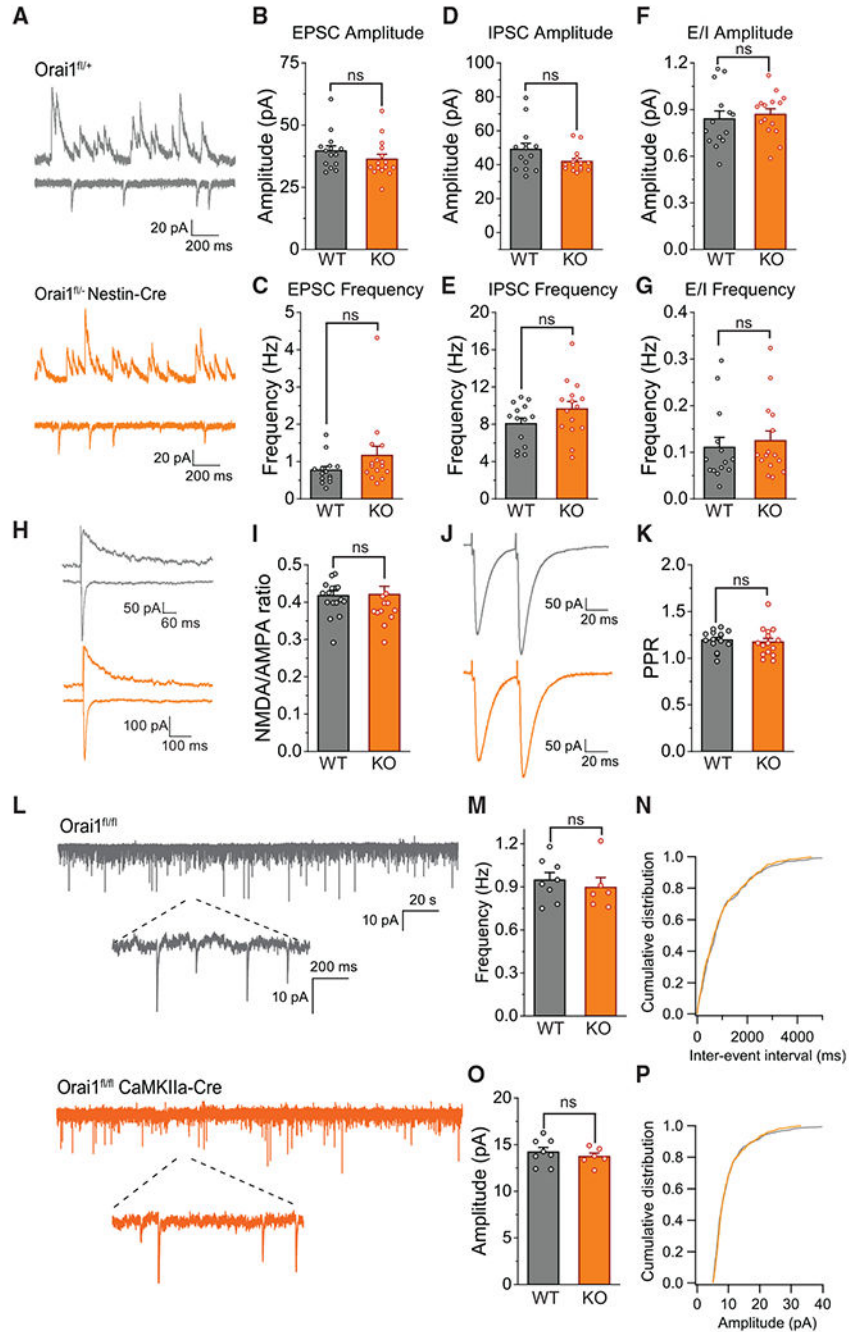 A
Orai1fl/+
20 pA
200 ms
Orai1fl/- Nestin-Cre
20 pA
200 ms
B
EPSC Amplitude
ns
Amplitude (pA)
75
50
25
0
WT KO
D
IPSC Amplitude
ns
Amplitude (pA)
100
80
60
40
20
0
WT KO
F
E/I Amplitude
ns
Amplitude (pA)
1.2
0.9
0.6
0.3
0.0
WT KO
C
EPSC Frequency
ns
Frequency (Hz)
5
4
3
2
1
0
WT KO
E
IPSC Frequency
ns
Frequency (Hz)
18
15
12
9
6
3
0
WT KO
G
E/I Frequency
ns
Frequency (Hz)
0.4
0.3
0.2
0.1
0.0
WT KO
H
50 pA
60 ms
100 pA
100 ms
I
ns
NMDA/AMPA ratio
0.5
0.4
0.3
0.2
0.1
0.0
WT KO
J
50 pA
20 ms
50 pA
20 ms
K
ns
PPR
2.0
1.5
1.0
0.5
0.0
WT KO
L
Orai1fl/fl
20 s
10 pA
200 ms
10 pA
Orai1fl/fl CaMKIIa-Cre
M
ns
Frequency (Hz)
1.2
0.9
0.6
0.3
0.0
WT KO
N
Cumulative distribution
1.0
0.8
0.6
0.4
0.2
0.0
0 2000 4000
Inter-event interval (ms)
O
ns
Amplitude (pA)
20
15
10
5
0
WT KO
P
Cumulative distribution
1.0
0.8
0.6
0.4
0.2
0.0
0 10 20 30 40
Amplitude (pA)